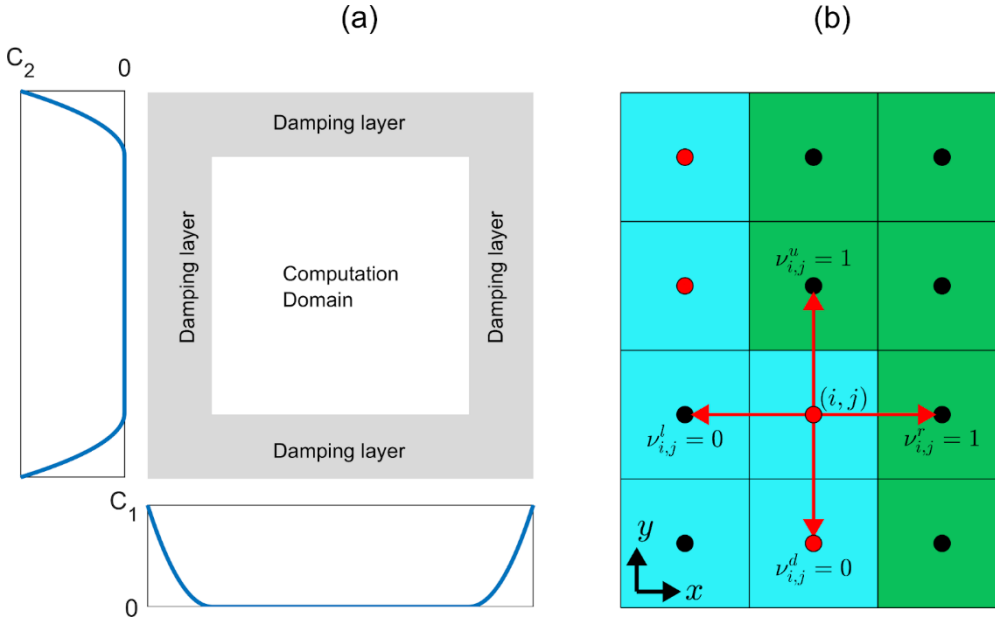 (a)
C₂ 0
Damping layer
Damping layer
Computation
Domain
Damping layer
Damping layer
C₁
0
(b)
ν^u_{i,j} = 1
(i, j)
ν^l_{i,j} = 0
ν^r_{i,j} = 1
ν^d_{i,j} = 0
y
x